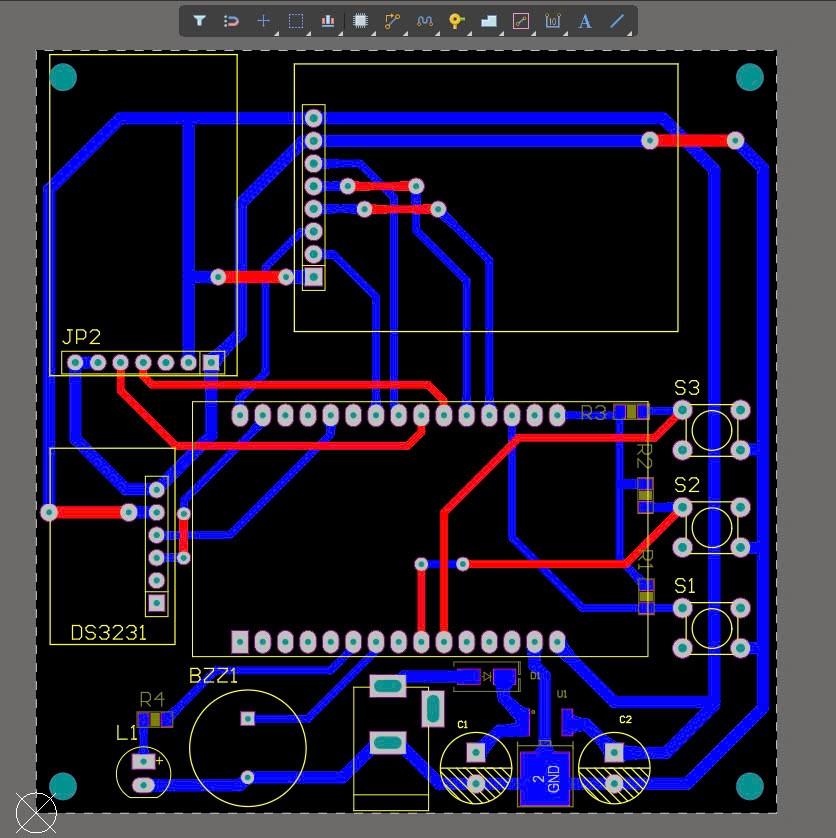 JP2
S3
R3
R2
S2
R1
S1
DS3231
BZZ1
D1
R4
U1
C1
C2
L1
+
2
GND